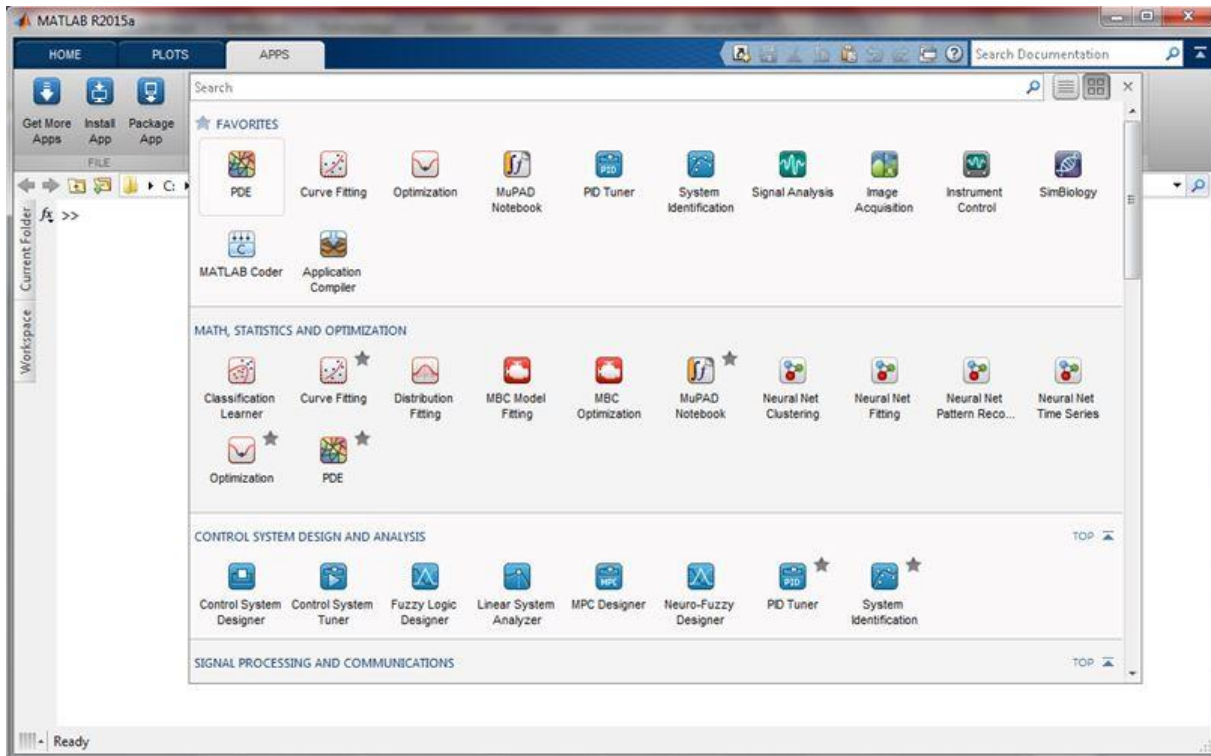 MATLAB R2015a
HOME PLOTS APPS Search Documentation
Search
Get More Apps
Install App
Package App
FILE
FAVORITES
C:
PDE
Curve Fitting
Optimization
MuPAD Notebook
PID Tuner
System Identification
Signal Analysis
Image Acquisition
Instrument Control
SimBiology
fx >>
MATLAB Coder
Application Compiler
Current Folder
Workspace
MATH, STATISTICS AND OPTIMIZATION
Classification Learner
Curve Fitting
Distribution Fitting
MBC Model Fitting
MBC Optimization
MuPAD Notebook
Neural Net Clustering
Neural Net Fitting
Neural Net Pattern Reco...
Neural Net Time Series
Optimization
PDE
CONTROL SYSTEM DESIGN AND ANALYSIS TOP
Control System Designer
Control System Tuner
Fuzzy Logic Designer
Linear System Analyzer
MPC Designer
Neuro-Fuzzy Designer
PID Tuner
System Identification
SIGNAL PROCESSING AND COMMUNICATIONS TOP
Ready